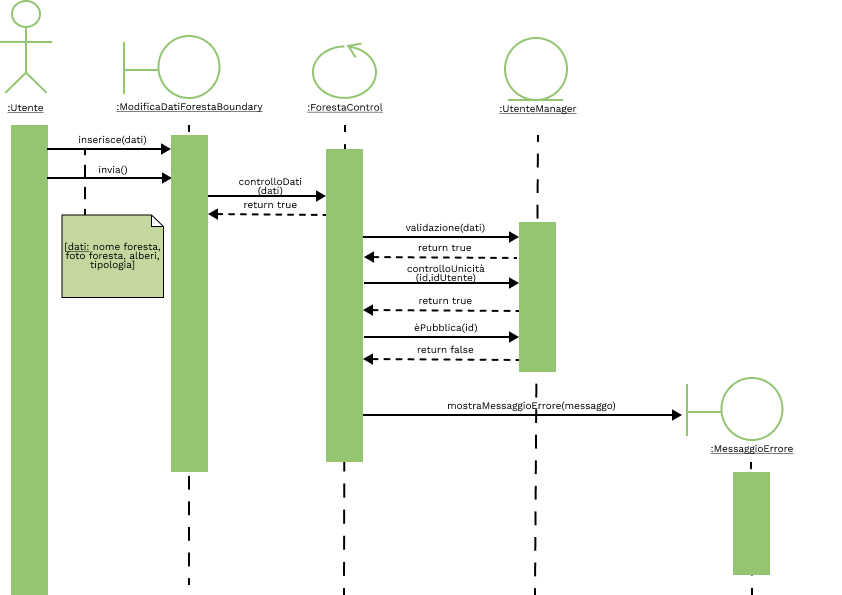 :Utente
:ModificaDatiForestaBoundary
:ForestaControl
:UtenteManager
inserisce(dati)
invia()
controlloDati
(dati)
return true
[dati: nome foresta,
foto foresta, alberi,
tipologia]
validazione(dati)
return true
controlloUnicità
(id,idUtente)
return true
èPubblica(id)
return false
mostraMessaggioErrore(messaggo)
:MessaggioErrore